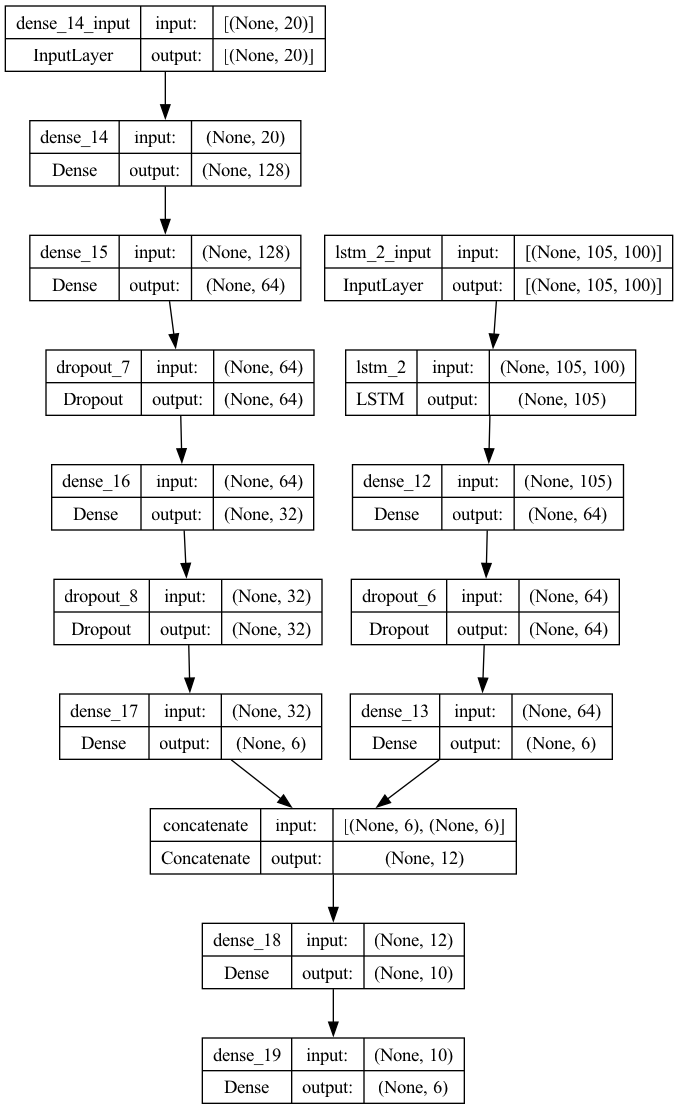 dense_14_input input: [(None, 20)]
InputLayer output: [(None, 20)]
dense_14 input: (None, 20)
Dense output: (None, 128)
dense_15 input: (None, 128)
Dense output: (None, 64)
lstm_2_input input: [(None, 105, 100)]
InputLayer output: [(None, 105, 100)]
dropout_7 input: (None, 64)
Dropout output: (None, 64)
lstm_2 input: (None, 105, 100)
LSTM output: (None, 105)
dense_16 input: (None, 64)
Dense output: (None, 32)
dense_12 input: (None, 105)
Dense output: (None, 64)
dropout_8 input: (None, 32)
Dropout output: (None, 32)
dropout_6 input: (None, 64)
Dropout output: (None, 64)
dense_17 input: (None, 32)
Dense output: (None, 6)
dense_13 input: (None, 64)
Dense output: (None, 6)
concatenate input: [(None, 6), (None, 6)]
Concatenate output: (None, 12)
dense_18 input: (None, 12)
Dense output: (None, 10)
dense_19 input: (None, 10)
Dense output: (None, 6)